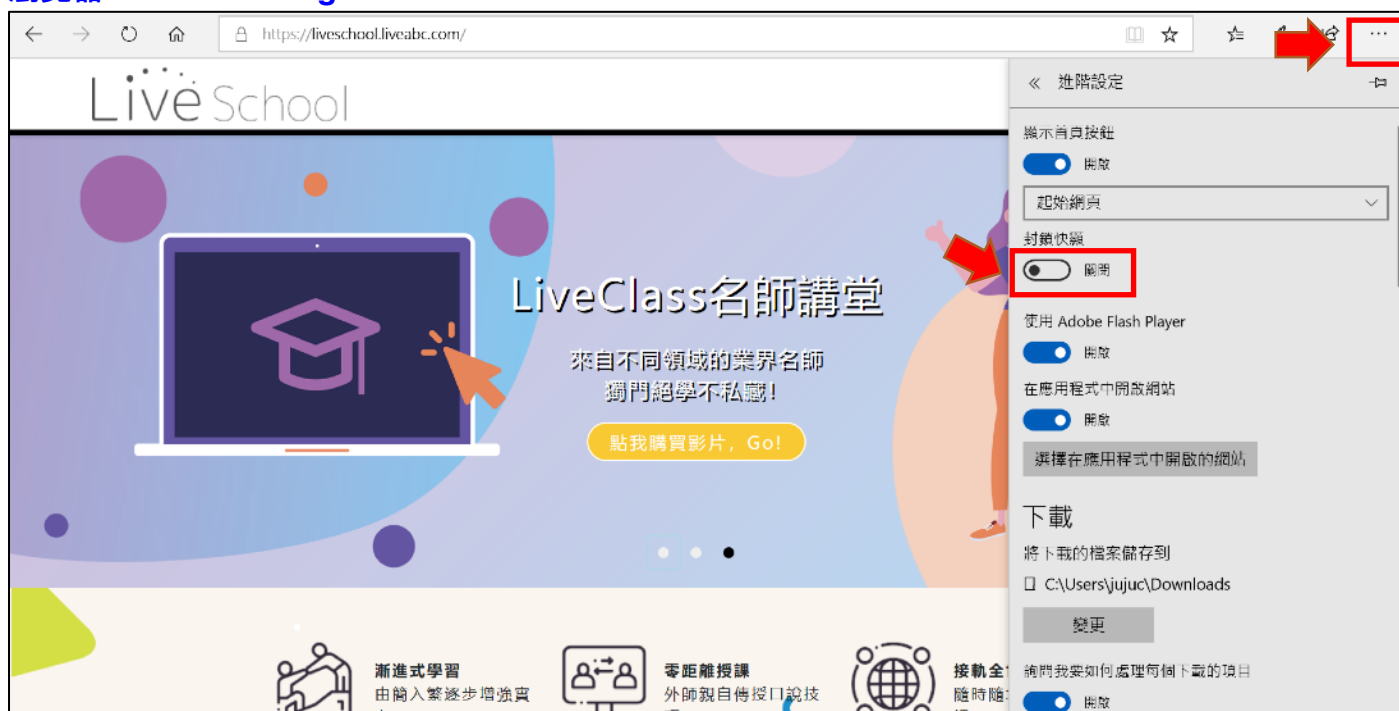 https://liveschool.liveabc.com/
Live School
LiveClass名師講堂
來自不同領域的業界名師
獨門絕學不私藏!
點我購買影片, Go!
漸進式學習
由簡入繁逐步增強實
零距離授課
外師親自傳授口說技
接軌全
隨時隨
進階設定
顯示首頁按鈕
開啟
起始網頁
封鎖快顯
關閉
使用 Adobe Flash Player
開啟
在應用程式中開啟網站
開啟
選擇在應用程式中開啟的網站
下載
將下載的檔案儲存到
C:\Users\jujuc\Downloads
變更
詢問我要如何處理每個下載的項目
開啟